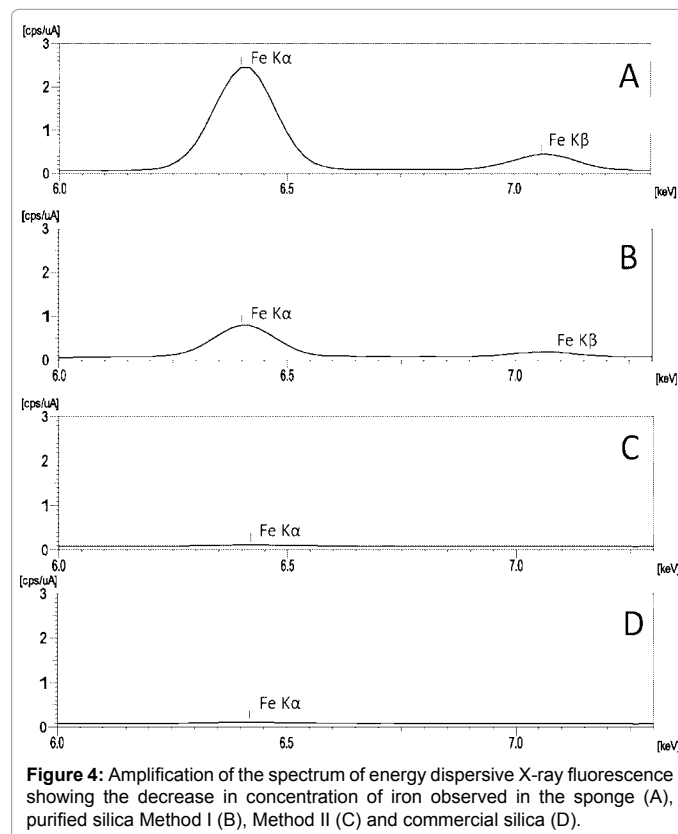 [cps/uA]
3
Fe Kα
A
2
1
Fe Kβ
0
6.0 6.5 7.0 [keV]
[cps/uA]
3
B
2
1
Fe Kα
Fe Kβ
0
6.0 6.5 7.0 [keV]
[cps/uA]
3
C
2
1
Fe Kα
0
6.0 6.5 7.0 [keV]
[cps/uA]
3
D
2
1
Fe Kα
0
6.0 6.5 7.0 [keV]
Figure 4: Amplification of the spectrum of energy dispersive X-ray fluorescence
showing the decrease in concentration of iron observed in the sponge (A),
purified silica Method I (B), Method II (C) and commercial silica (D).